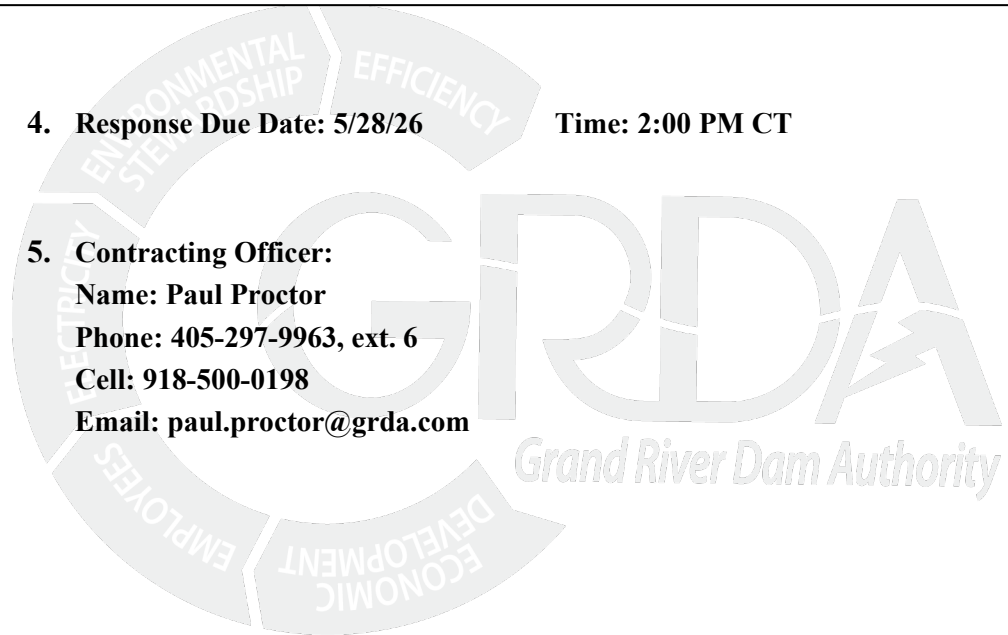 4. Response Due Date: 5/28/26 Time: 2:00 PM CT
5. Contracting Officer:
Name: Paul Proctor
Phone: 405-297-9963, ext. 6
Cell: 918-500-0198
Email: paul.proctor@grda.com
ENVIRONMENTAL
STEWARDSHIP
EFFICIENCY
ELECTRICITY
GRDA
Grand River Dam Authority
EMPLOYEES
ECONOMIC
DEVELOPMENT